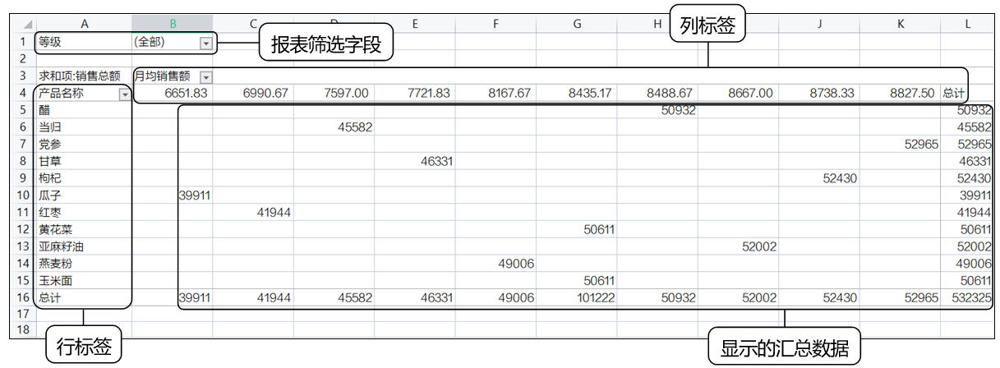 列标签
A B C D E F G H I J K L
1 等级 (全部)
报表筛选字段
2
3 求和项:销售总额 月均销售额
4 产品名称 6651.83 6990.67 7597.00 7721.83 8167.67 8435.17 8488.67 8667.00 8738.33 8827.50 总计
5 醋 50932 50932
6 当归 45582 45582
7 党参 52965 52965
8 甘草 46331 46331
9 枸杞 52430 52430
10 瓜子 39911 39911
11 红枣 41944 41944
12 黄花菜 50611 50611
13 亚麻籽油 52002 52002
14 燕麦粉 49006 49006
15 玉米面 50611 50611
16 总计 39911 41944 45582 46331 49006 101222 50932 52002 52430 52965 532325
17
18
行标签
显示的汇总数据